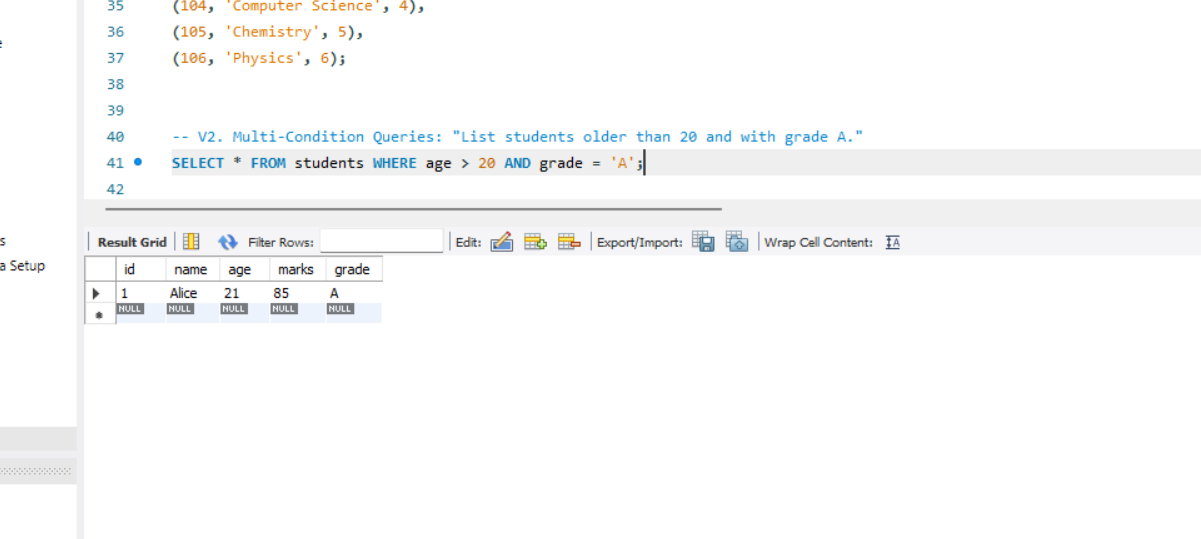 35 (104, 'Computer Science', 4),
36 (105, 'Chemistry', 5),
37 (106, 'Physics', 6);
38
39
40 -- V2. Multi-Condition Queries: "List students older than 20 and with grade A."
41 SELECT * FROM students WHERE age > 20 AND grade = 'A';
42
s
a Setup
Result Grid Filter Rows: Edit: Export/Import: Wrap Cell Content: IA
id name age marks grade
1 Alice 21 85 A
NULL NULL NULL NULL NULL